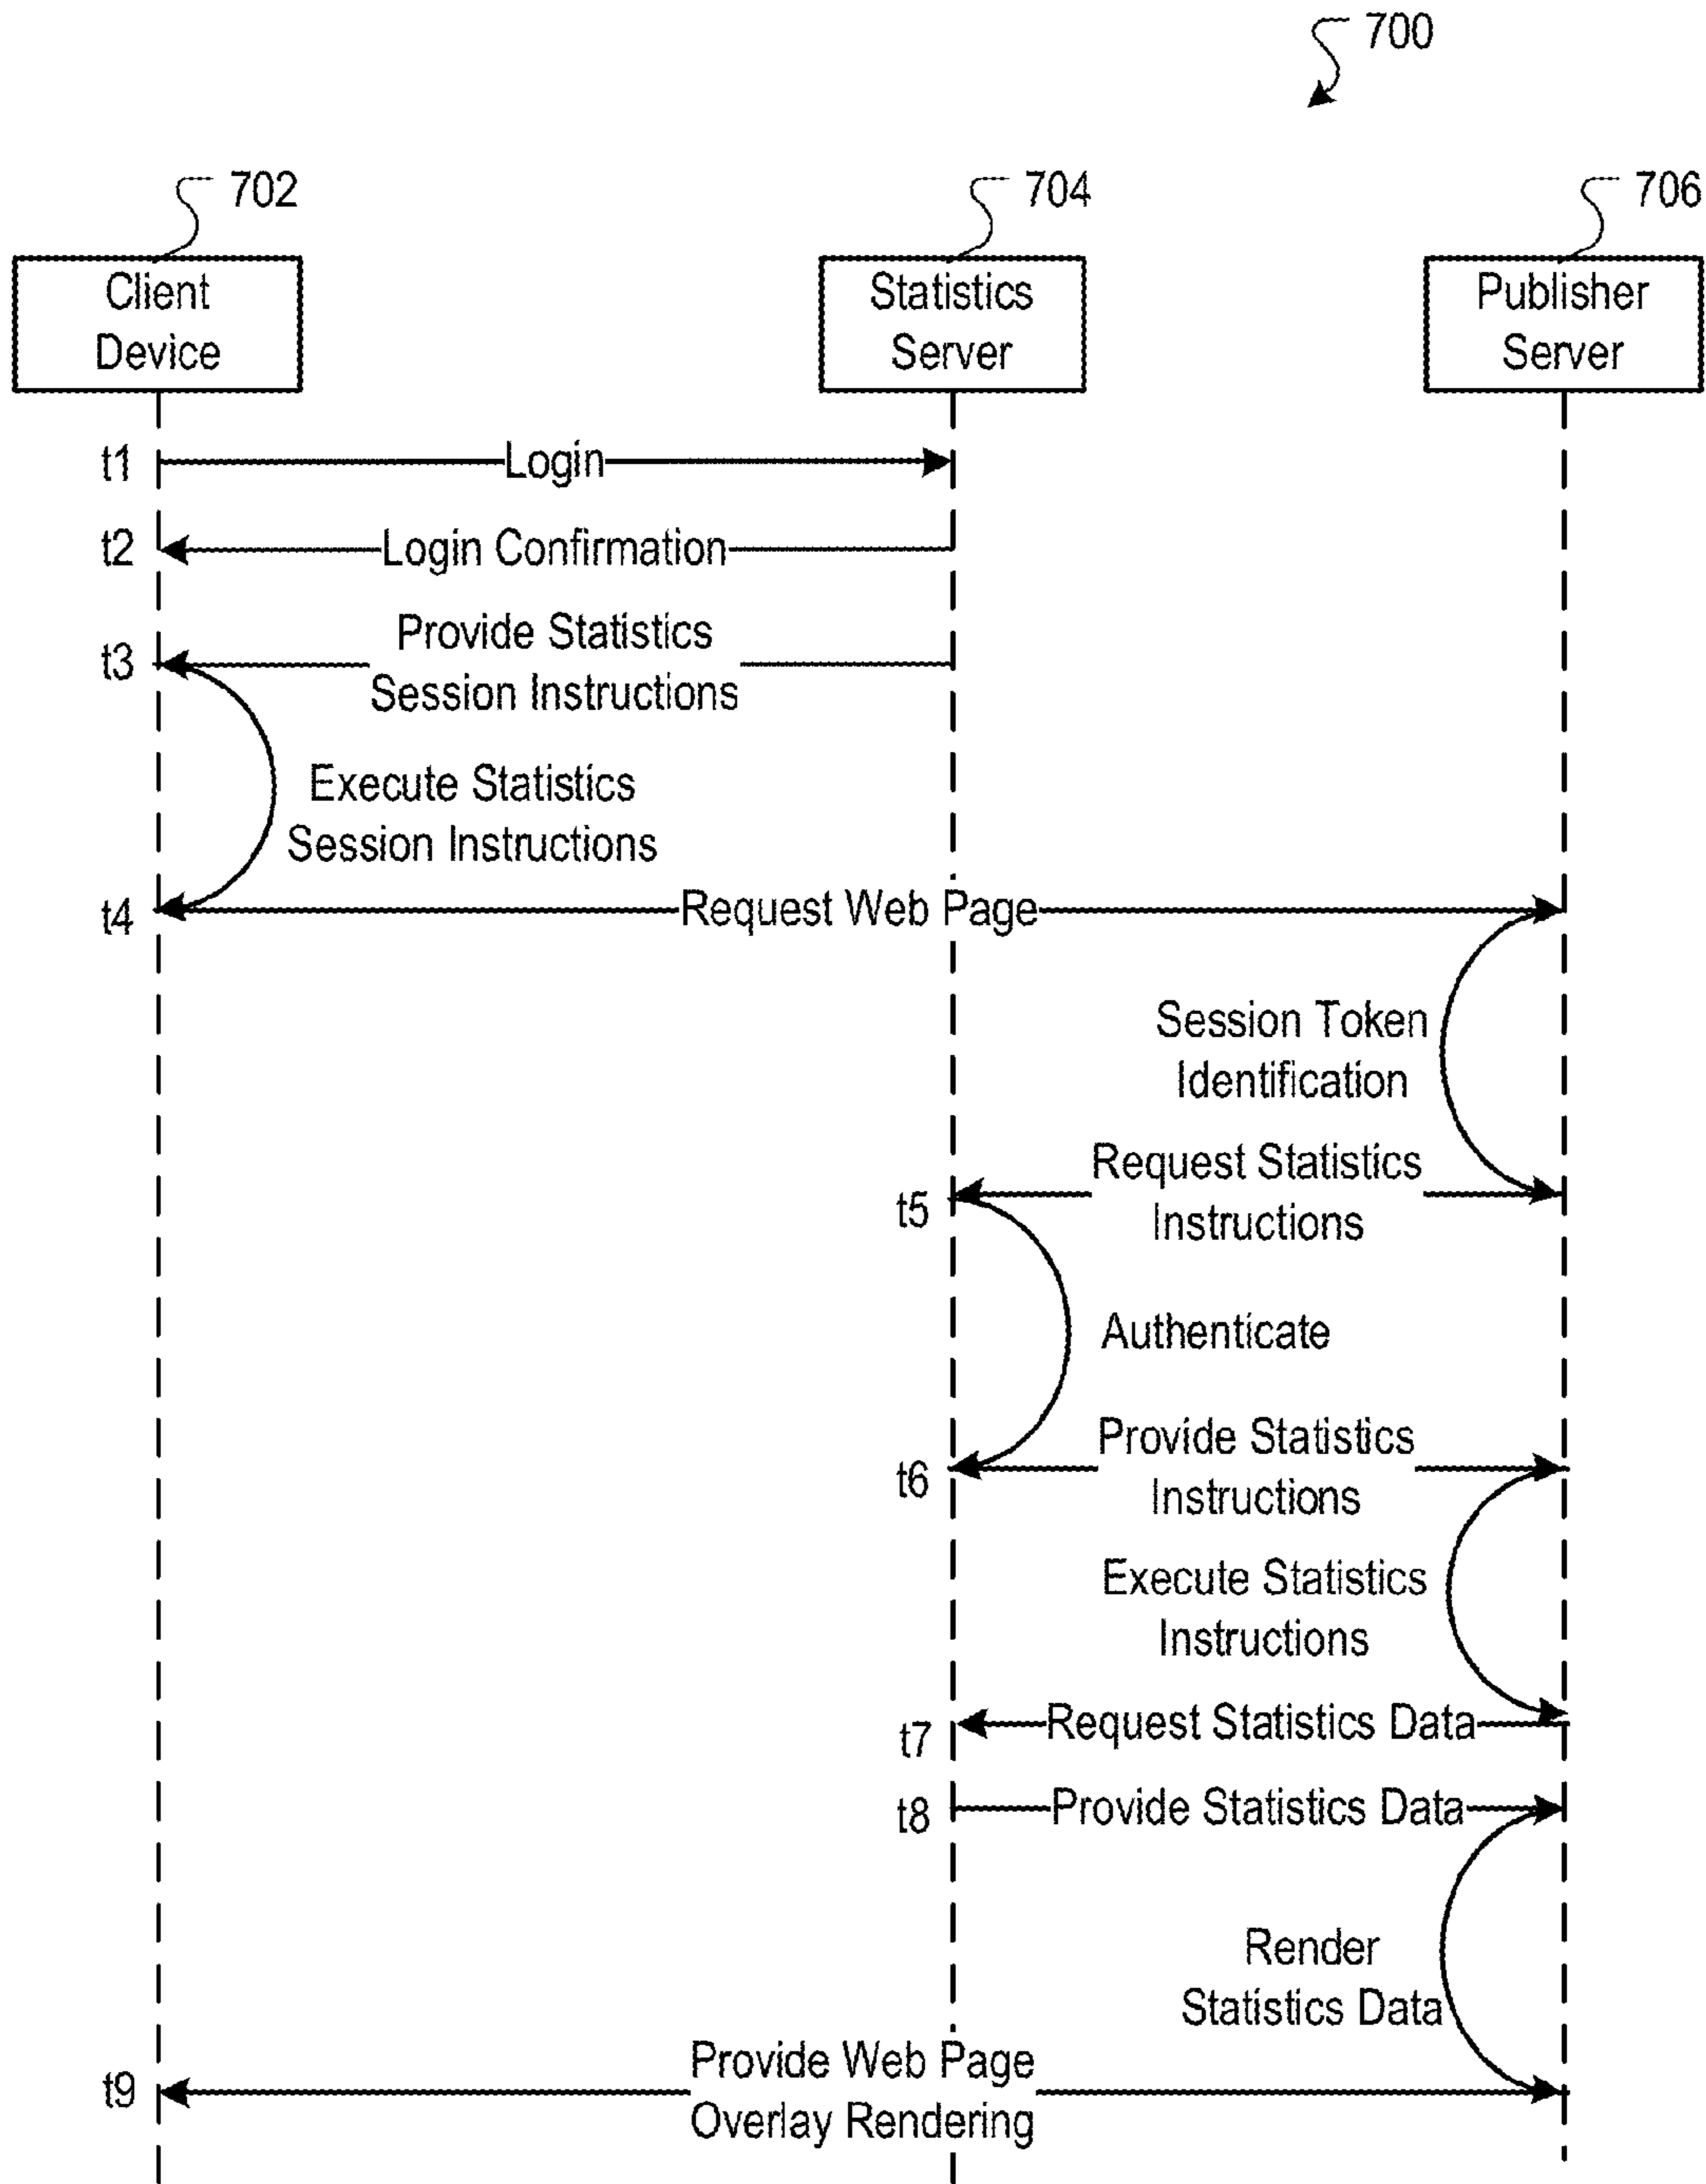 700
702
704
706
Client
Device
Statistics
Server
Publisher
Server
t1
Login
t2
Login Confirmation
Provide Statistics
t3
Session Instructions
Execute Statistics
Session Instructions
t4
Request Web Page
Session Token
Identification
Request Statistics
t5
Instructions
Authenticate
Provide Statistics
t6
Instructions
Execute Statistics
Instructions
t7
Request Statistics Data
t8
Provide Statistics Data
Render
Statistics Data
Provide Web Page
t9
Overlay Rendering